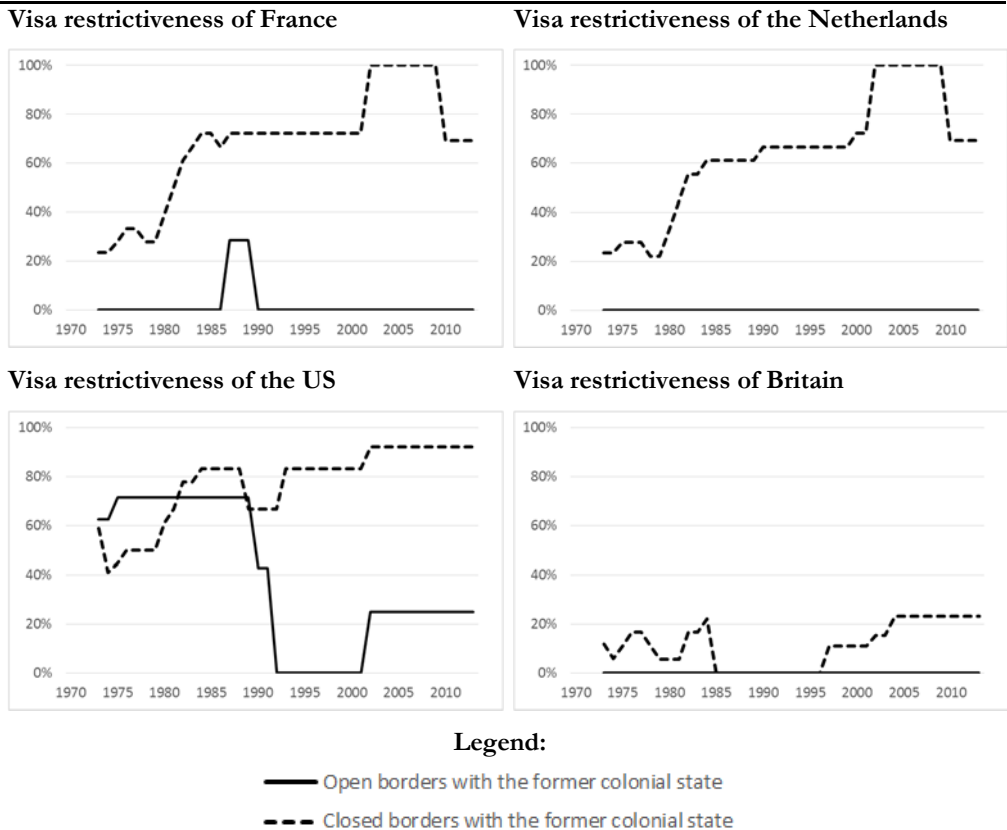 Visa restrictiveness of France
100%
80%
60%
40%
20%
0%
1970 1975 1980 1985 1990 1995 2000 2005 2010
Visa restrictiveness of the Netherlands
100%
80%
60%
40%
20%
0%
1970 1975 1980 1985 1990 1995 2000 2005 2010
Visa restrictiveness of the US
100%
80%
60%
40%
20%
0%
1970 1975 1980 1985 1990 1995 2000 2005 2010
Visa restrictiveness of Britain
100%
80%
60%
40%
20%
0%
1970 1975 1980 1985 1990 1995 2000 2005 2010
Legend:
Open borders with the former colonial state
Closed borders with the former colonial state